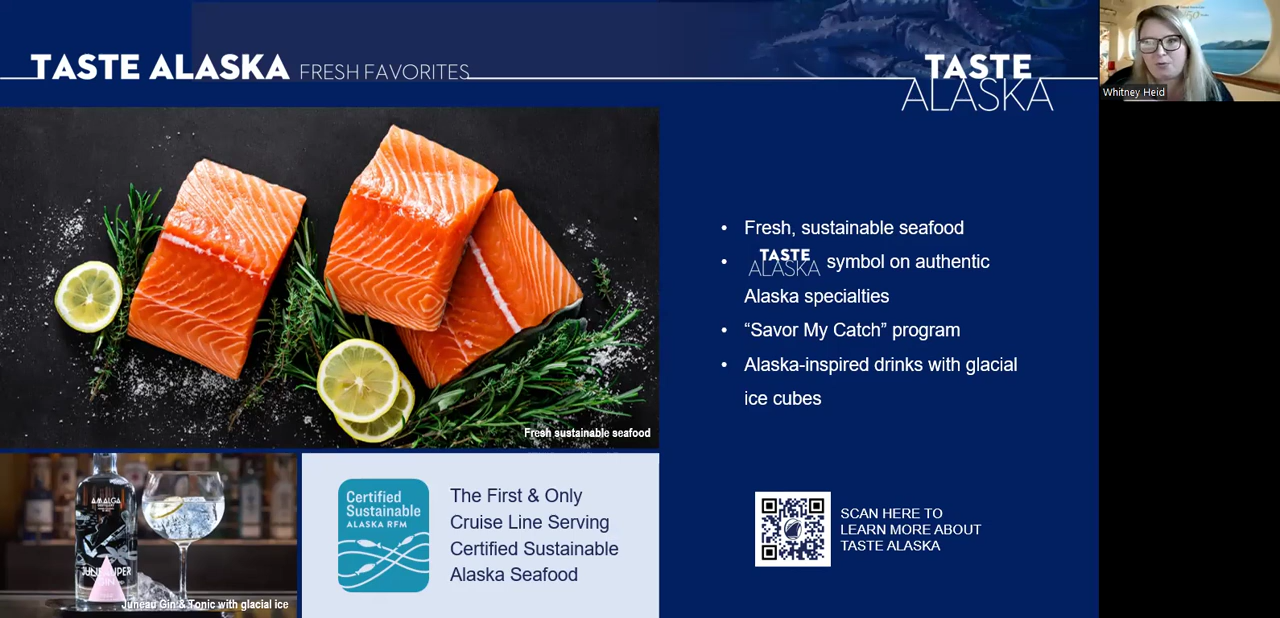 TASTE ALASKA FRESH FAVORITES
TASTE
ALASKA
Whitney Heid
• Fresh, sustainable seafood
• TASTE ALASKA symbol on authentic
Alaska specialties
• “Savor My Catch” program
• Alaska-inspired drinks with glacial
ice cubes
Fresh sustainable seafood
AMALGA
JUNEAUPER
GIN
Juneau Gin & Tonic with glacial ice
Certified
Sustainable
ALASKA RFM
The First & Only
Cruise Line Serving
Certified Sustainable
Alaska Seafood
SCAN HERE TO
LEARN MORE ABOUT
TASTE ALASKA